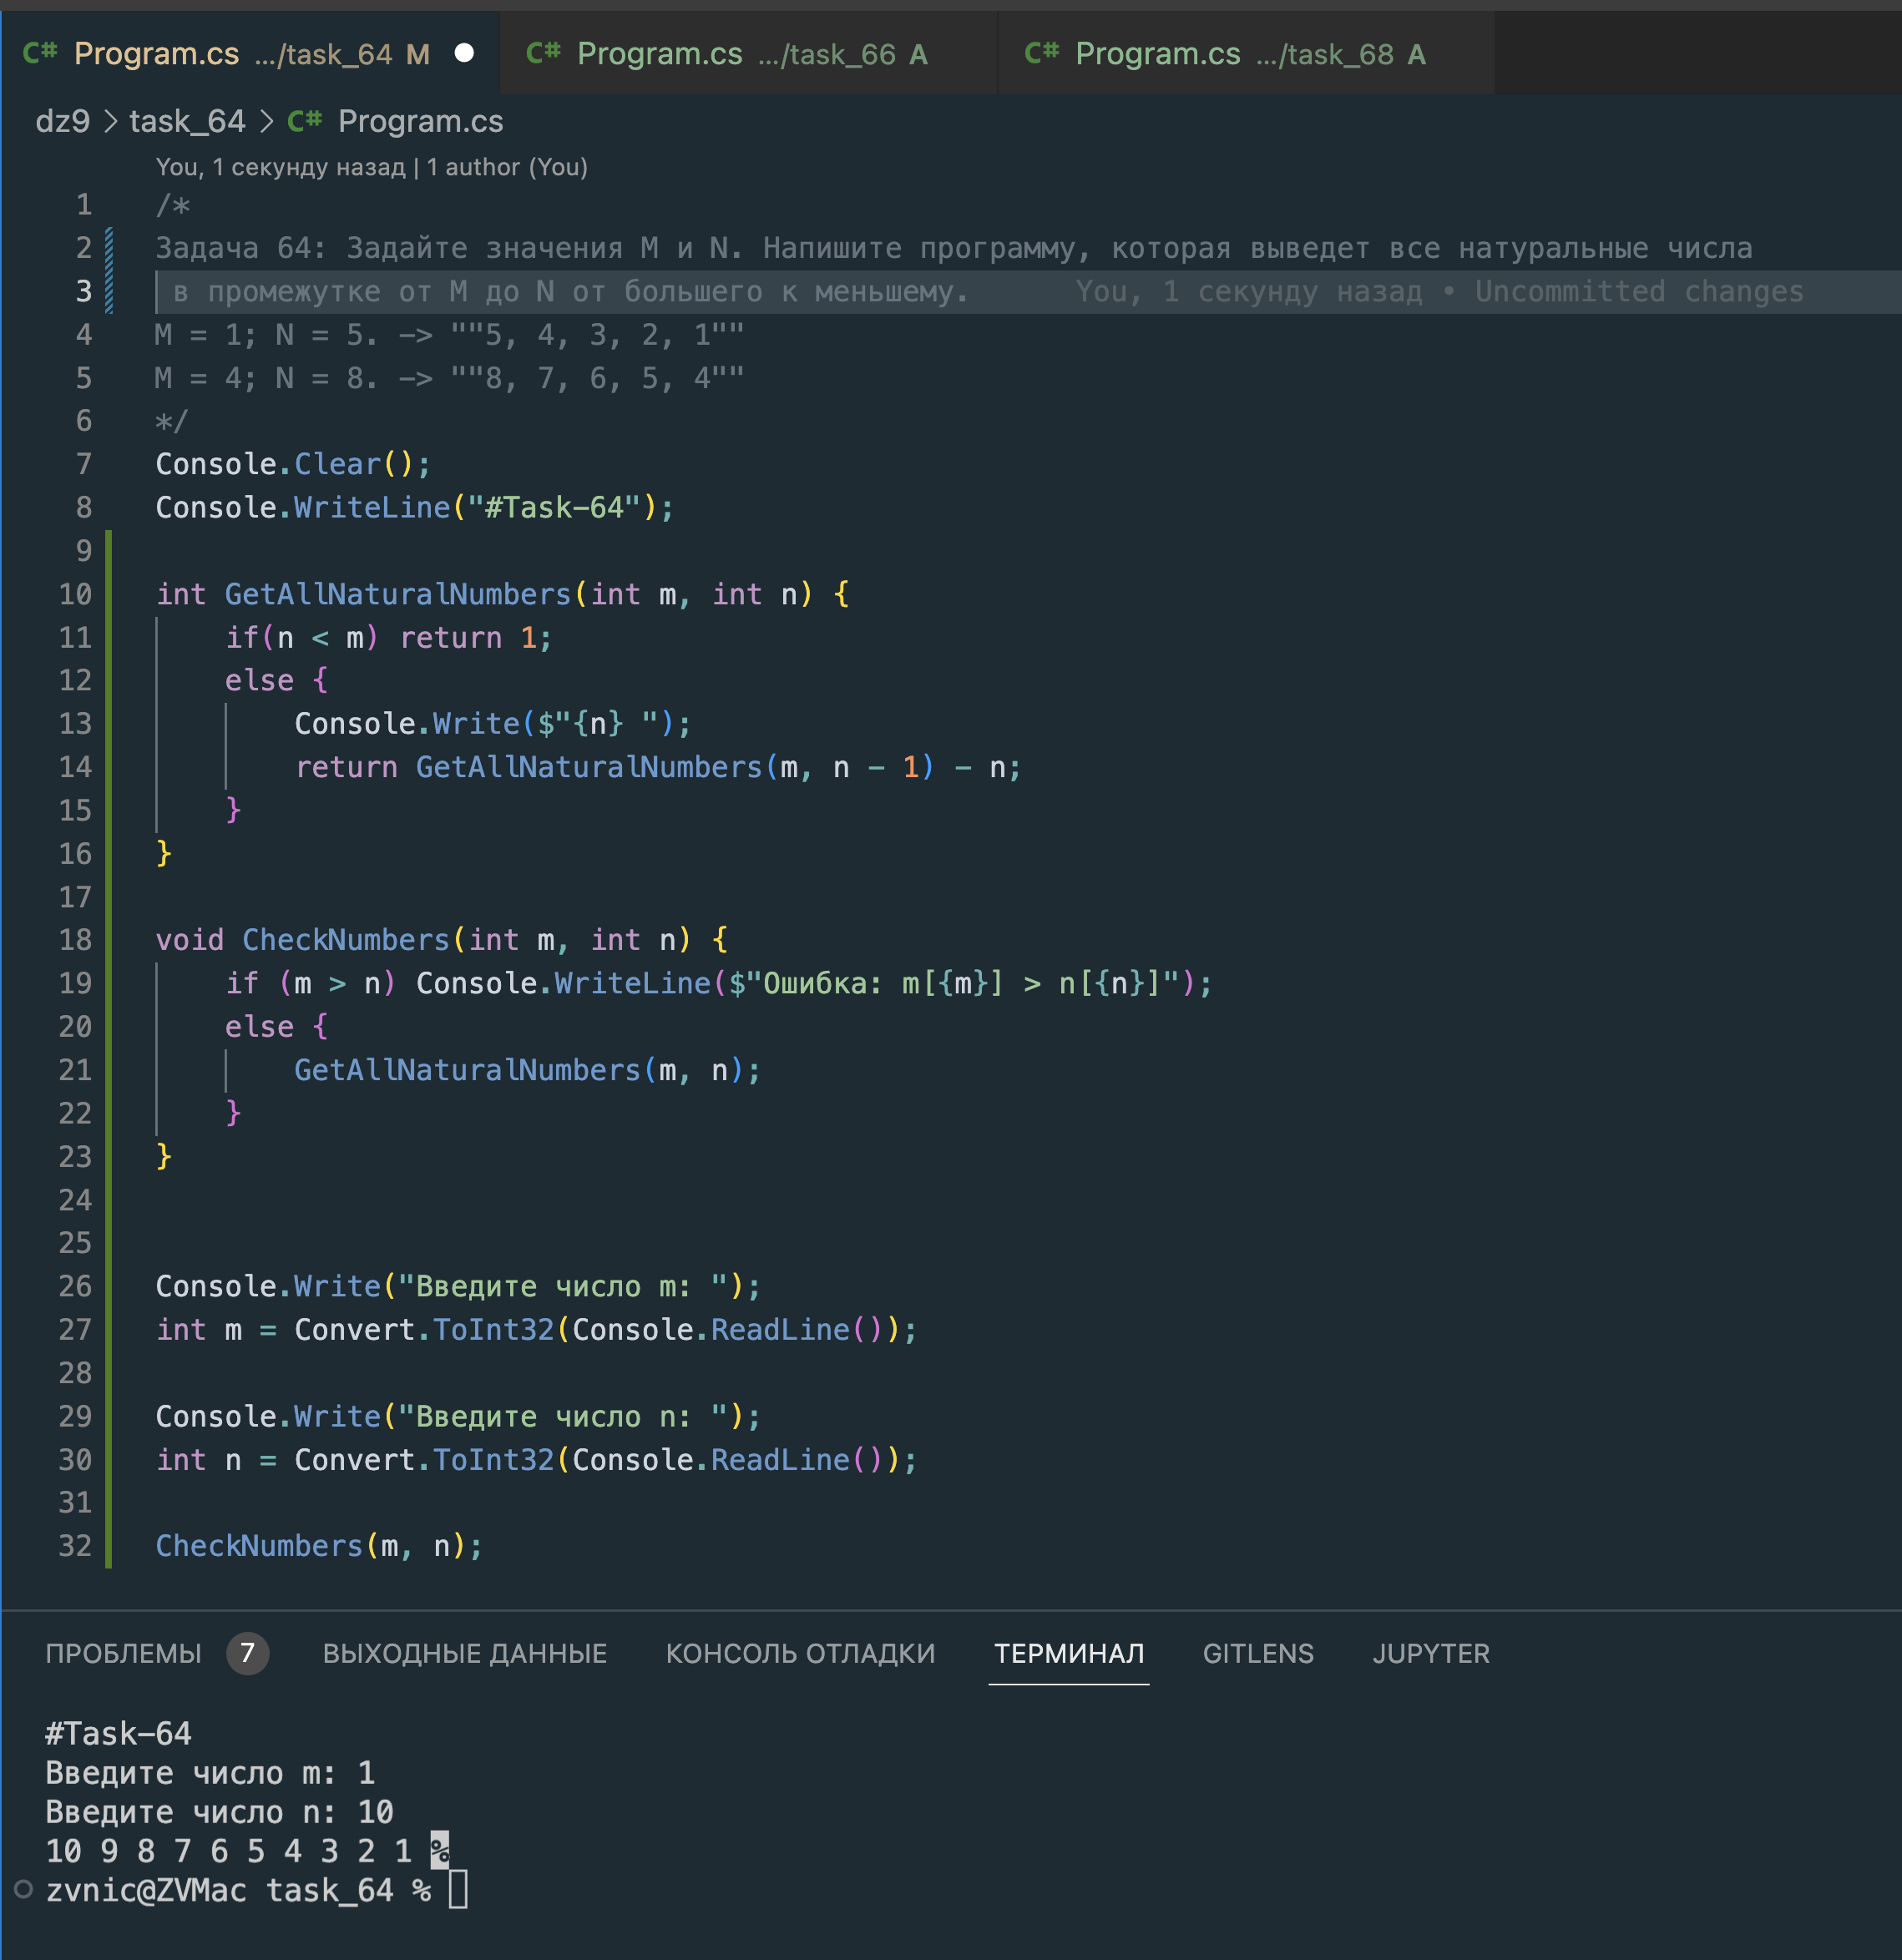 C# Program.cs .../task_64 M C# Program.cs .../task_66 A C# Program.cs .../task_68 A
dz9 > task_64 > C# Program.cs
You, 1 секунду назад | 1 author (You)
1 /*
2 Задача 64: Задайте значения M и N. Напишите программу, которая выведет все натуральные числа
3  в промежутке от M до N от большего к меньшему. You, 1 секунду назад • Uncommitted changes
4 M = 1; N = 5. -> ""5, 4, 3, 2, 1""
5 M = 4; N = 8. -> ""8, 7, 6, 5, 4""
6 */
7 Console.Clear();
8 Console.WriteLine("#Task-64");
9
10 int GetAllNaturalNumbers(int m, int n) {
11     if(n < m) return 1;
12     else {
13         Console.Write($"{n} ");
14         return GetAllNaturalNumbers(m, n - 1) - n;
15     }
16 }
17
18 void CheckNumbers(int m, int n) {
19     if (m > n) Console.WriteLine($"Ошибка: m[{m}] > n[{n}]");
20     else {
21         GetAllNaturalNumbers(m, n);
22     }
23 }
24
25
26 Console.Write("Введите число m: ");
27 int m = Convert.ToInt32(Console.ReadLine());
28
29 Console.Write("Введите число n: ");
30 int n = Convert.ToInt32(Console.ReadLine());
31
32 CheckNumbers(m, n);
ПРОБЛЕМЫ 7 ВЫХОДНЫЕ ДАННЫЕ КОНСОЛЬ ОТЛАДКИ ТЕРМИНАЛ GITLENS JUPYTER
#Task-64
Введите число m: 1
Введите число n: 10
10 9 8 7 6 5 4 3 2 1 %
zvnic@ZVMac task_64 %